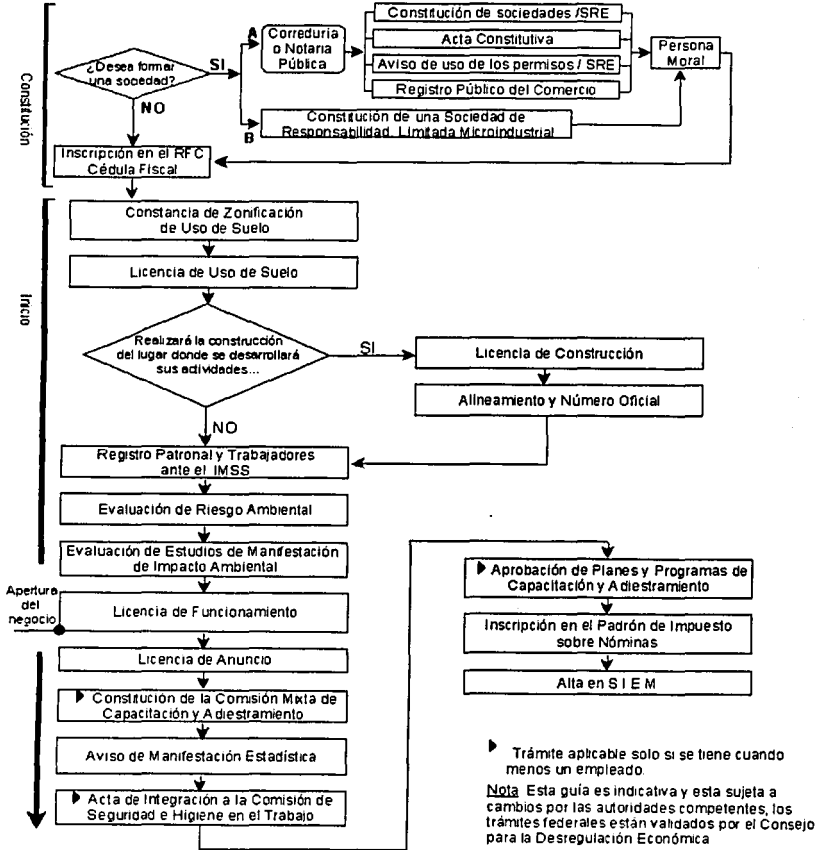 Constitución
¿Desea formar
una sociedad?
SI
NO
A
B
Correduría
o Notaria
Pública
Constitución de sociedades /SRE
Acta Constitutiva
Aviso de uso de los permisos / SRE
Registro Público del Comercio
Persona
Moral
Constitución de una Sociedad de
Responsabilidad Limitada Microindustrial
Inscripción en el RFC
Cédula Fiscal
Inicio
Constancia de Zonificación
de Uso de Suelo
Licencia de Uso de Suelo
Realizará la construcción
del lugar donde se desarrollará
sus actividades...
SI
NO
Licencia de Construcción
Alineamiento y Número Oficial
Registro Patronal y Trabajadores
ante el IMSS
Evaluación de Riesgo Ambiental
Evaluación de Estudios de Manifestación
de Impacto Ambiental
Apertura
del
negocio
Licencia de Funcionamiento
Licencia de Anuncio
Constitución de la Comisión Mixta de
Capacitación y Adiestramiento
Aviso de Manifestación Estadística
Acta de Integración a la Comisión de
Seguridad e Higiene en el Trabajo
Aprobación de Planes y Programas de
Capacitación y Adiestramiento
Inscripción en el Padrón de Impuesto
sobre Nóminas
Alta en S I E M
Trámite aplicable solo si se tiene cuando
menos un empleado.
Nota Esta guía es indicativa y esta sujeta a
cambios por las autoridades competentes, los
trámites federales están validados por el Consejo
para la Desregulación Económica